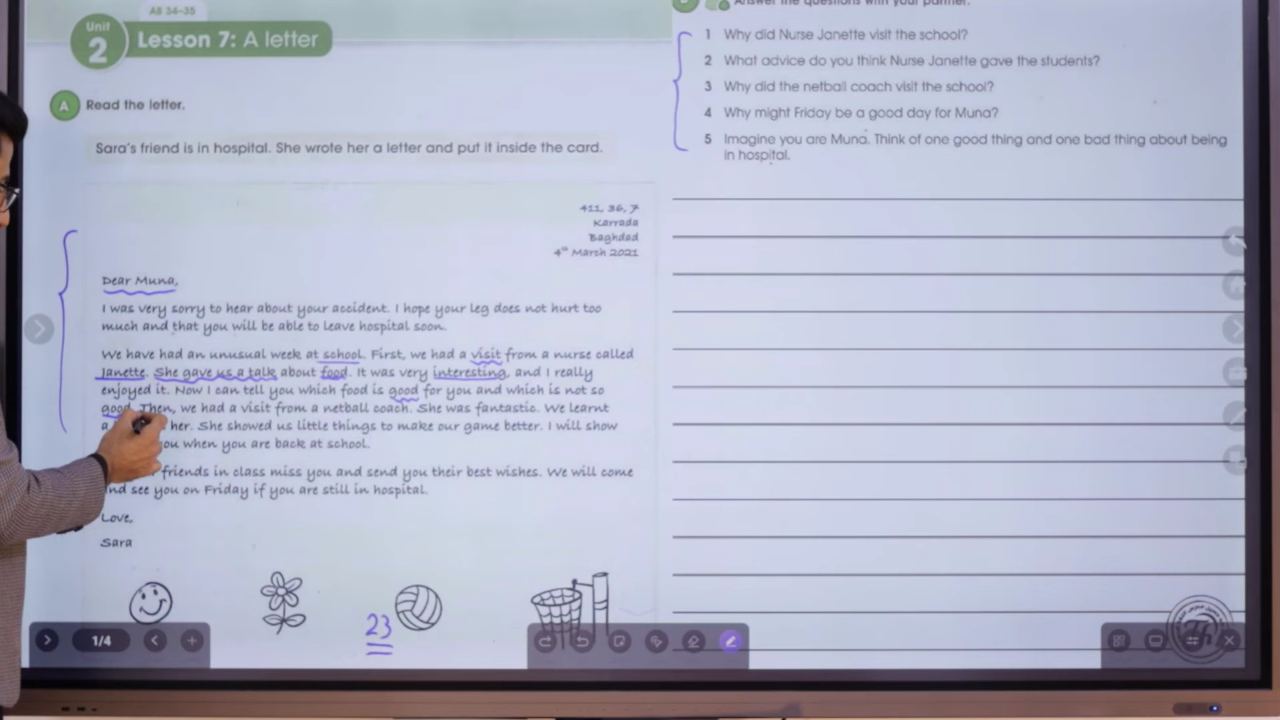 AB 34-35
Unit
2
Lesson 7: A letter
A Read the letter.
Sara's friend is in hospital. She wrote her a letter and put it inside the card.
411, 36, 7
Karrada
Baghdad
4th March 2021
Dear Muna,
I was very sorry to hear about your accident. I hope your leg does not hurt too
much and that you will be able to leave hospital soon.
We have had an unusual week at school. First, we had a visit from a nurse called
Janette. She gave us a talk about food. It was very interesting, and I really
enjoyed it. Now I can tell you which food is good for you and which is not so
good. Then, we had a visit from a netball coach. She was fantastic. We learnt
a her. She showed us little things to make our game better. I will show
you when you are back at school.
friends in class miss you and send you their best wishes. We will come
and see you on Friday if you are still in hospital.
Love,
Sara
23
1/4
Answer the questions with your partner.
1 Why did Nurse Janette visit the school?
2 What advice do you think Nurse Janette gave the students?
3 Why did the netball coach visit the school?
4 Why might Friday be a good day for Muna?
5 Imagine you are Muna. Think of one good thing and one bad thing about being
in hospital.